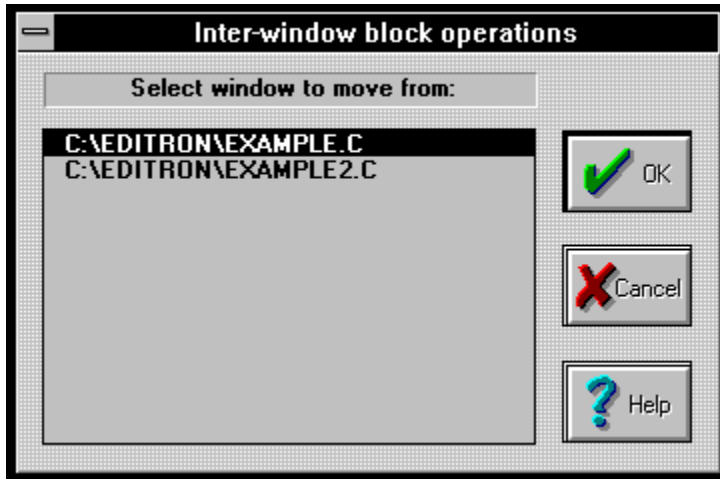 Inter-window block operations
Select window to move from:
C:\EDITRON\EXAMPLE.C
C:\EDITRON\EXAMPLE2.C
OK
Cancel
Help